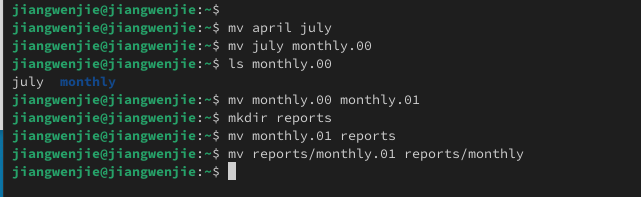 jiangwenjie@jiangwenjie:~$
jiangwenjie@jiangwenjie:~$ mv april july
jiangwenjie@jiangwenjie:~$ mv july monthly.00
jiangwenjie@jiangwenjie:~$ ls monthly.00
july  monthly
jiangwenjie@jiangwenjie:~$ mv monthly.00 monthly.01
jiangwenjie@jiangwenjie:~$ mkdir reports
jiangwenjie@jiangwenjie:~$ mv monthly.01 reports
jiangwenjie@jiangwenjie:~$ mv reports/monthly.01 reports/monthly
jiangwenjie@jiangwenjie:~$